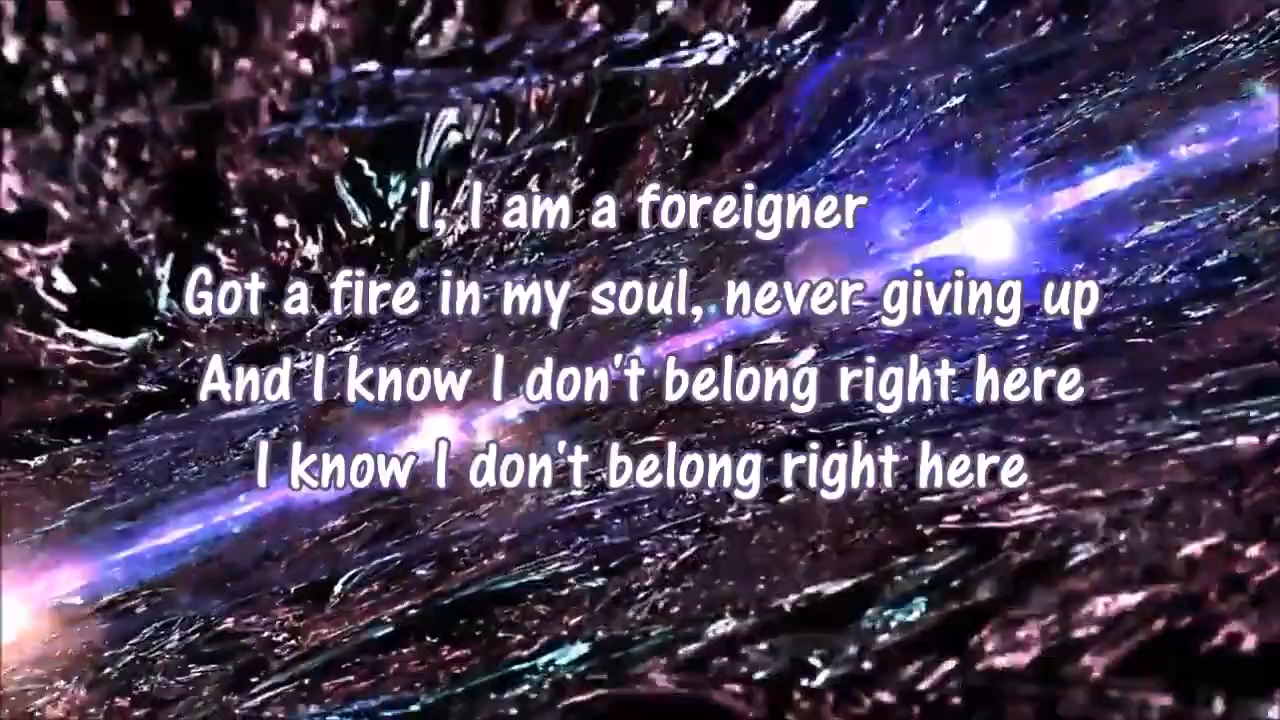 I, I am a foreigner
Got a fire in my soul, never giving up
And I know I don't belong right here
I know I don't belong right here